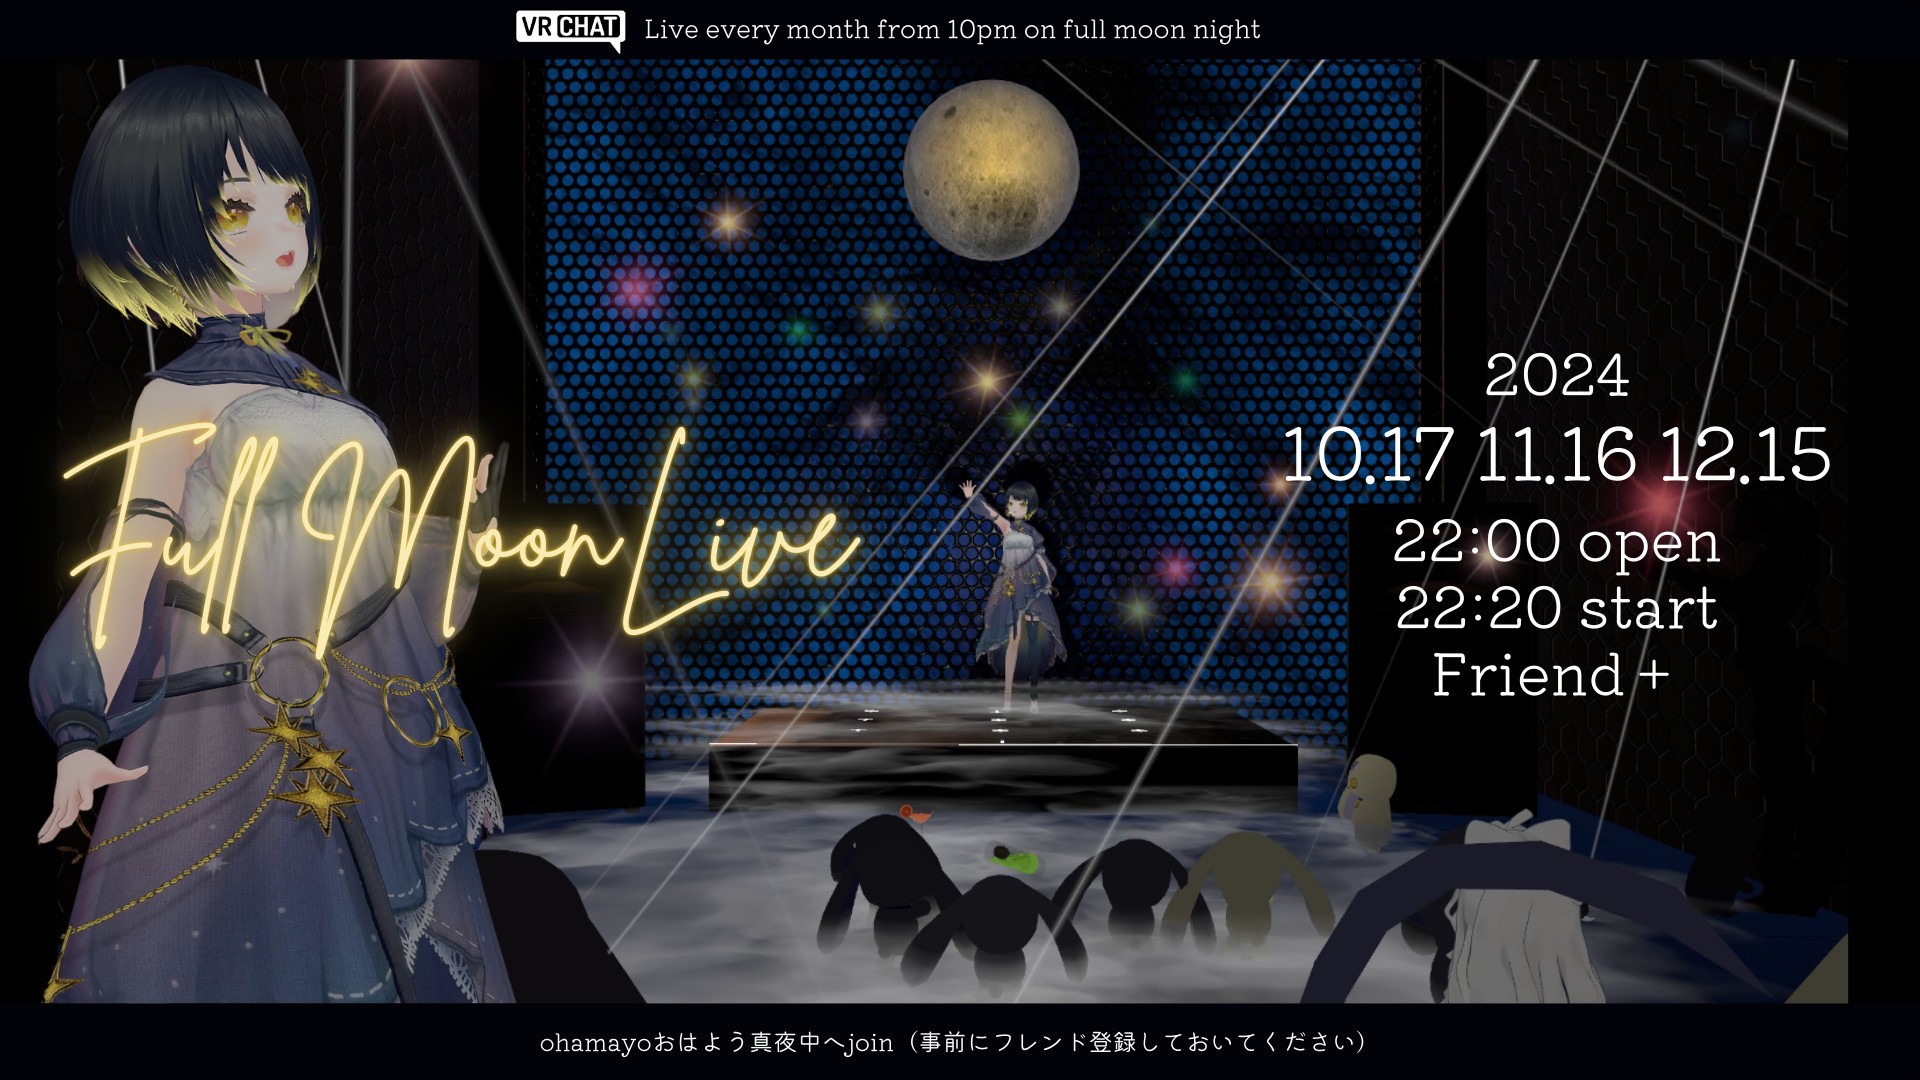 VRCHAT Live every month from 10pm on full moon night
Full Moon Live
2024
10.17 11.16 12.15
22:00 open
22:20 start
Friend +
ohamayoおはよう真夜中へjoin（事前にフレンド登録しておいてください）